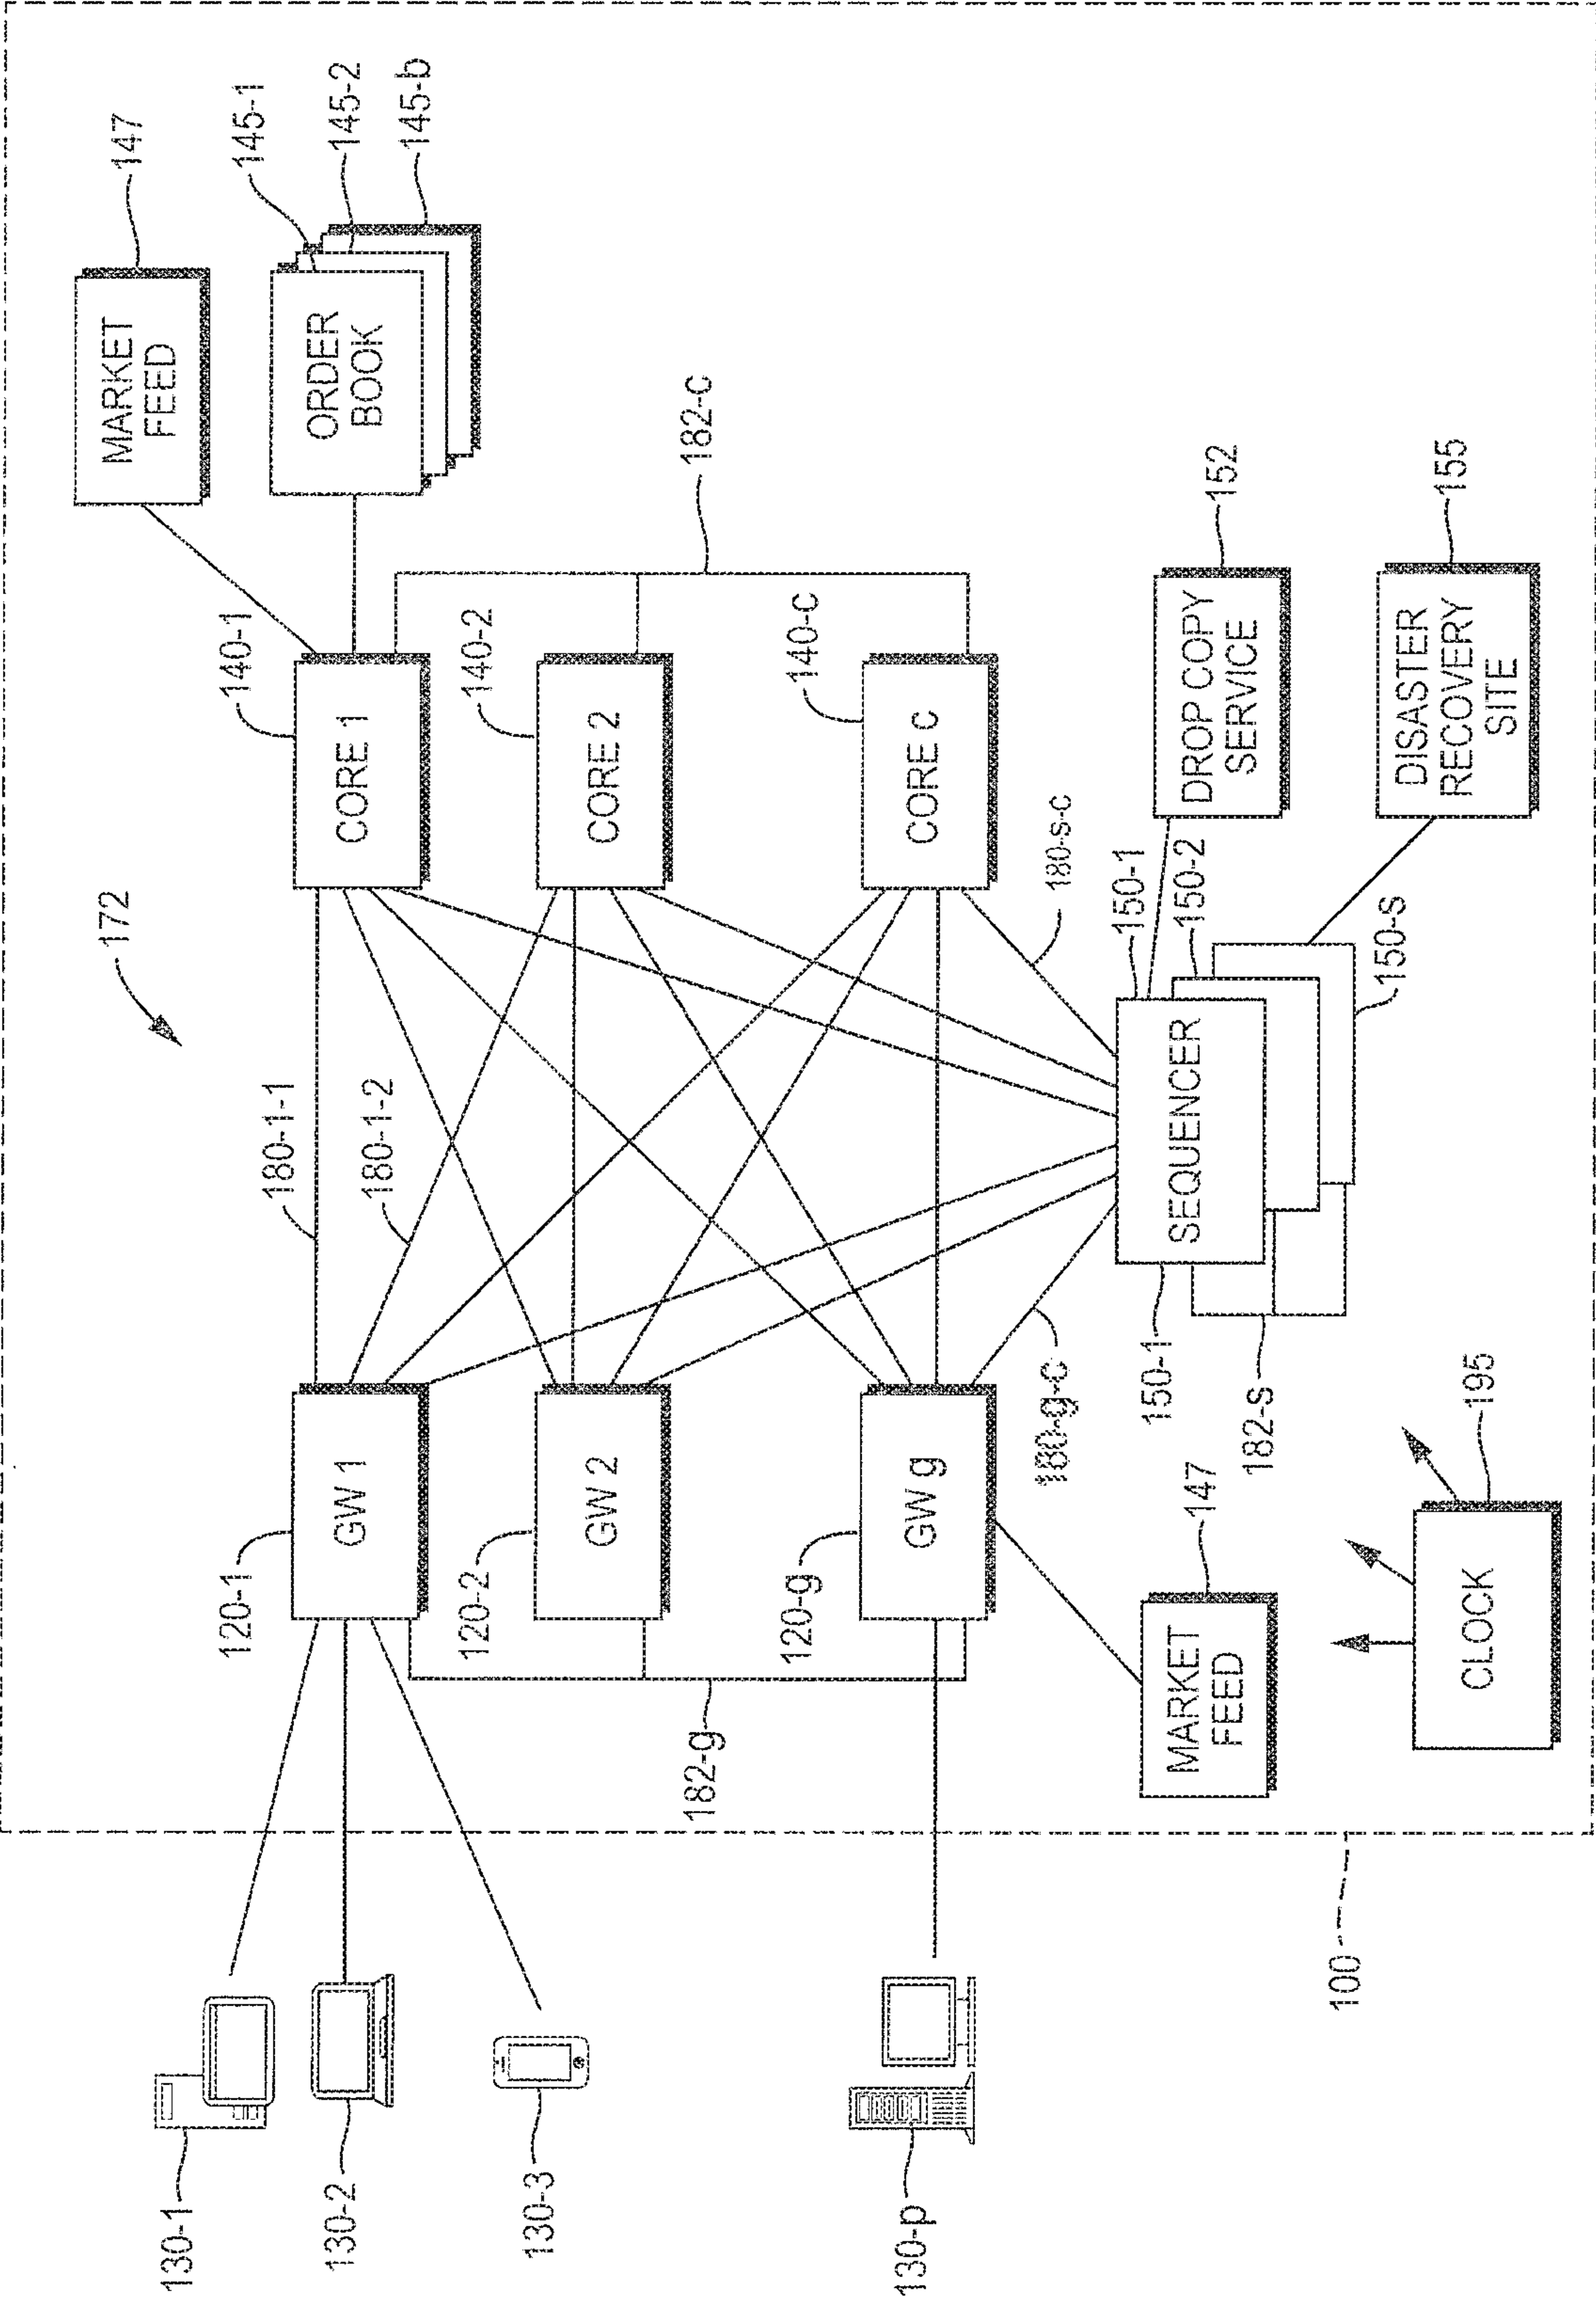 172
147
MARKET
FEED
145-1
145-2
145-b
ORDER
BOOK
140-1
CORE 1
140-2
CORE 2
140-c
CORE c
182-c
180-1-1
180-1-2
120-1
GW 1
120-2
GW 2
120-g
GW g
182-g
130-1
130-2
130-3
130-p
180-s-c
180-g-c
150-1
150-2
150-s
SEQUENCER
150-1
182-s
152
DROP COPY
SERVICE
155
DISASTER
RECOVERY
SITE
147
MARKET
FEED
195
CLOCK
100